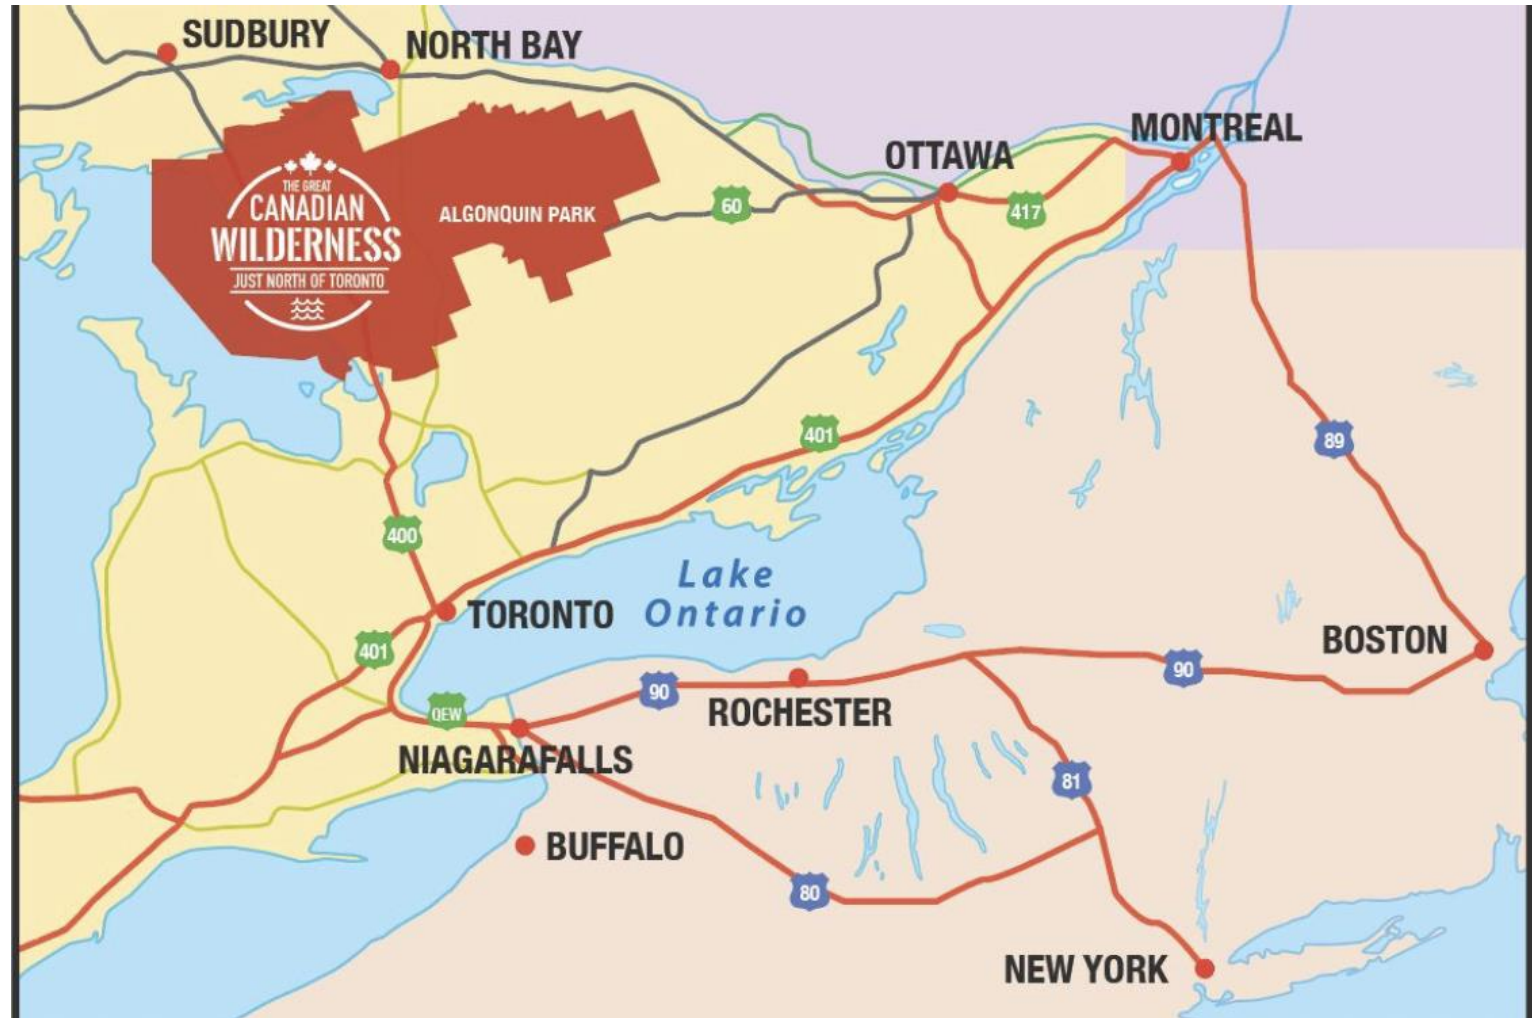 SUDBURY
NORTH BAY
MONTREAL
OTTAWA
THE GREAT
CANADIAN
WILDERNESS
JUST NORTH OF TORONTO
ALGONQUIN PARK
60
417
401
89
400
Lake
Ontario
TORONTO
401
BOSTON
90
90
QEW
ROCHESTER
NIAGARAFALLS
81
BUFFALO
80
NEW YORK